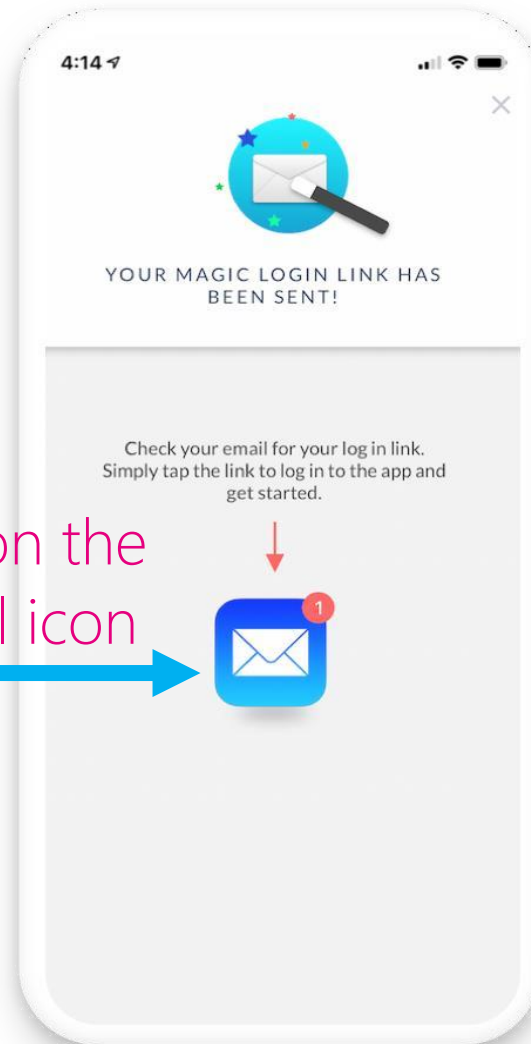 4:14
YOUR MAGIC LOGIN LINK HAS
BEEN SENT!
Check your email for your log in link.
Simply tap the link to log in to the app and
get started.
on the
icon
1